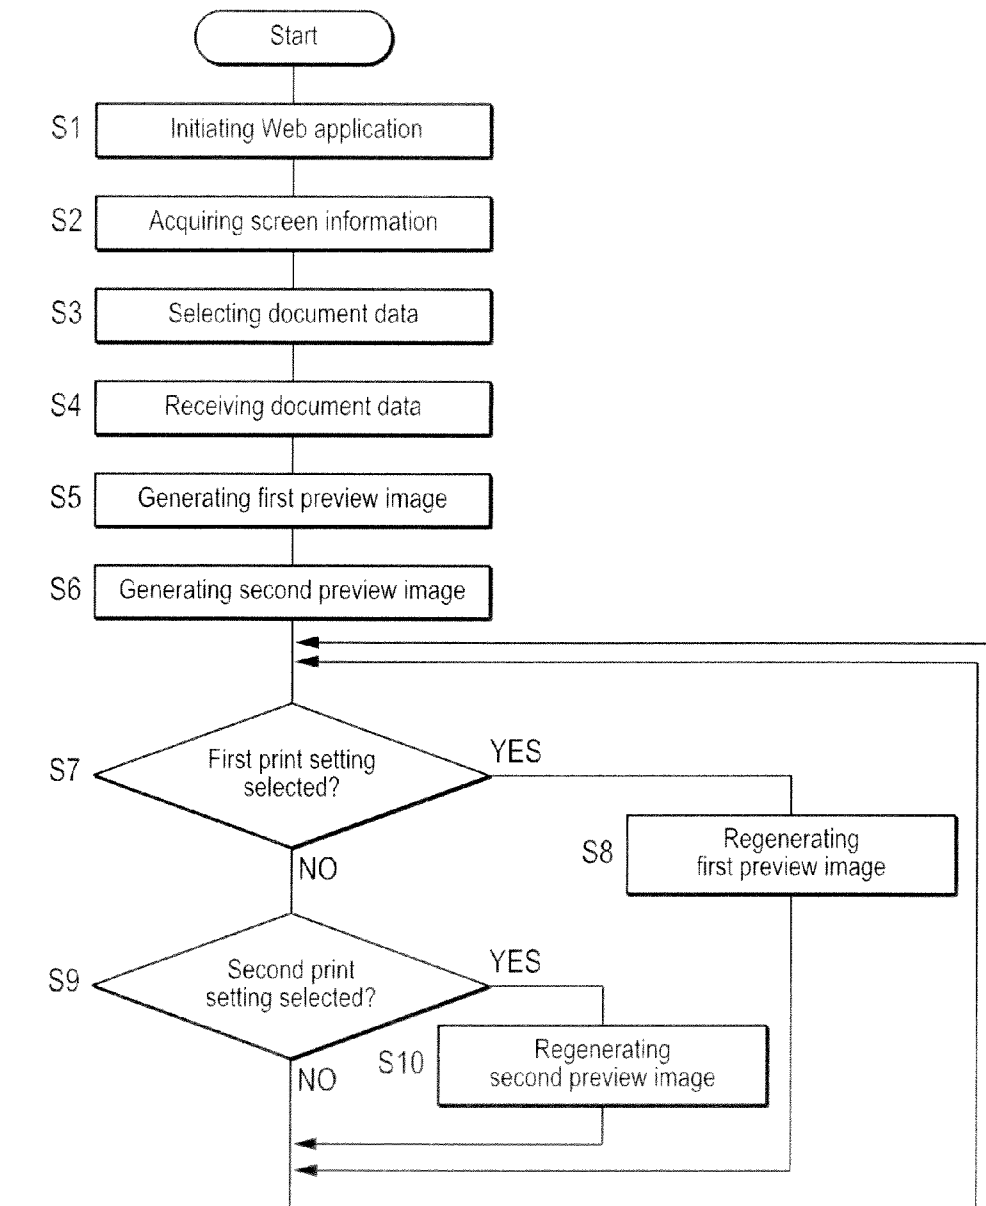 Start
S1
Initiating Web application
S2
Acquiring screen information
S3
Selecting document data
S4
Receiving document data
S5
Generating first preview image
S6
Generating second preview image
S7
First print setting
selected?
YES
NO
S8
Regenerating
first preview image
S9
Second print
setting selected?
YES
NO
S10
Regenerating
second preview image